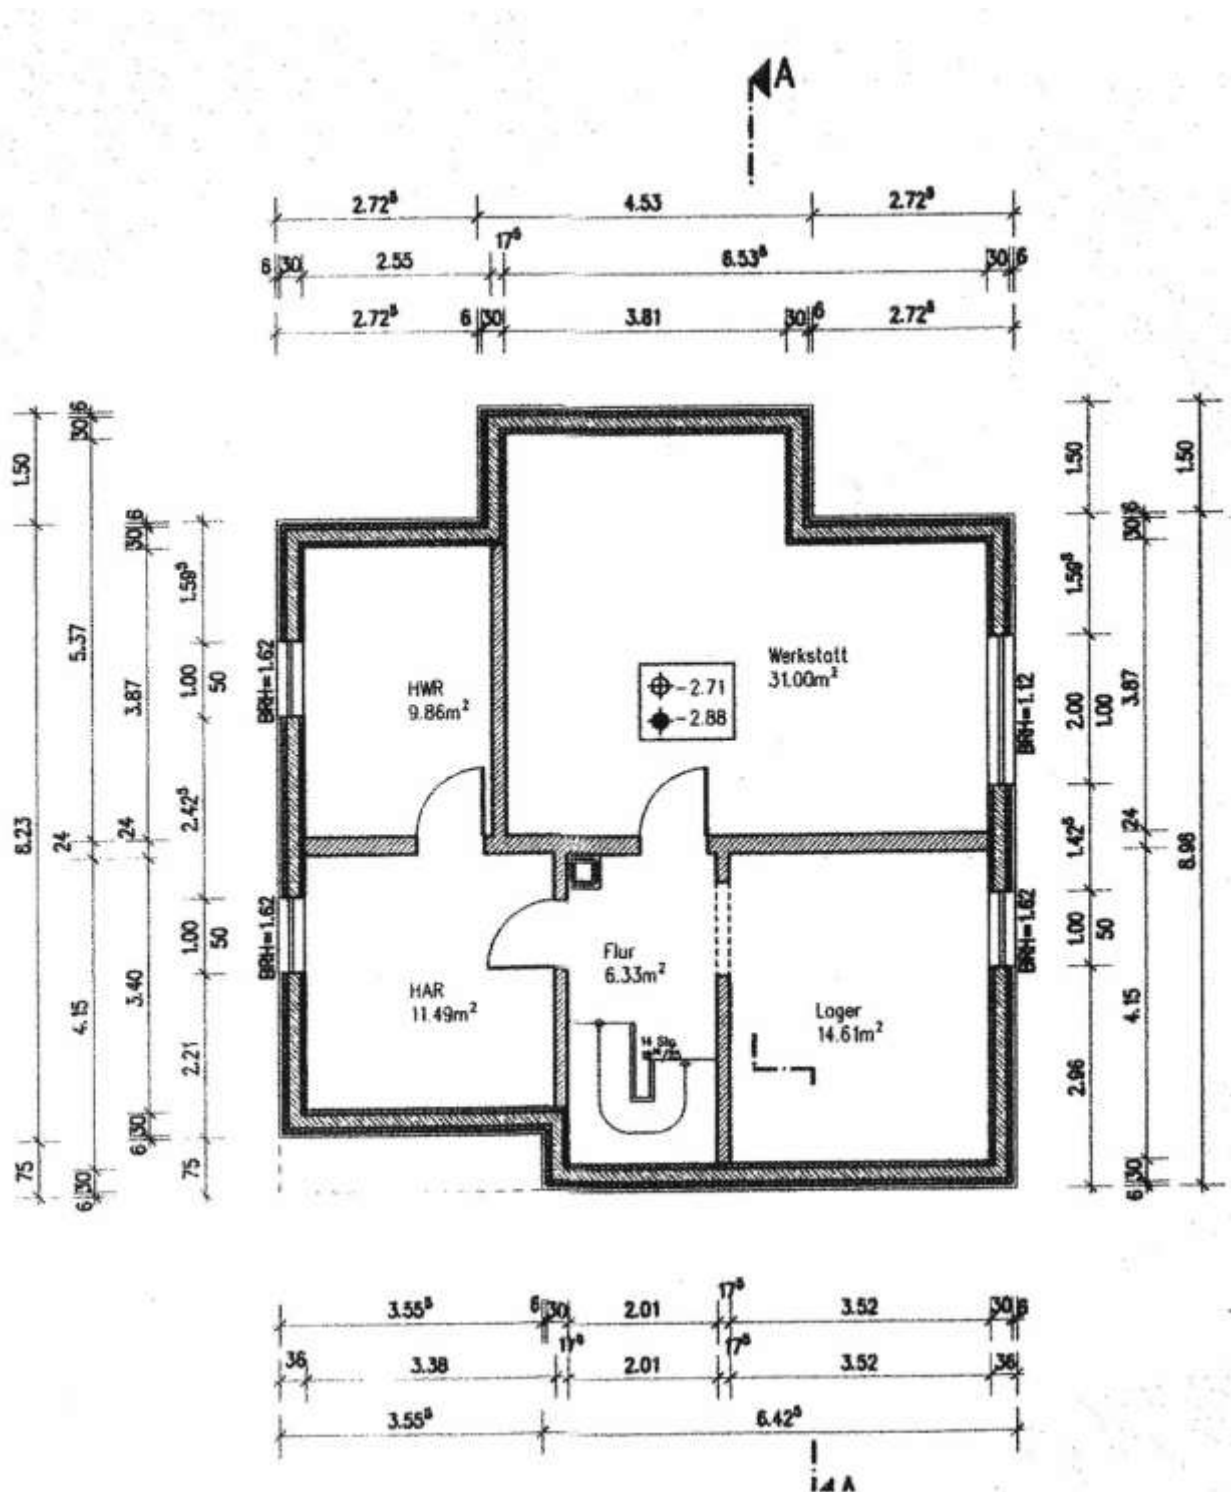 A
2.72⁵ 4.53 2.72⁵
17⁵
6 30 2.55 6.53⁵ 30 6
2.72⁵ 6 30 3.81 30 6 2.72⁵
1.50
8.23
75
30 6
5.37
24
4.15
6 30
30 6
3.87
24
3.40
6 30
1.59⁵
1.00
50
2.42⁵
1.00
50
2.21
75
BRH=1.62
BRH=1.62
HWR
9.86m²
-2.71
-2.88
Werkstatt
31.00m²
HAR
11.49m²
Flur
6.33m²
14 Stg.
Lager
14.61m²
BRH=1.12
BRH=1.62
1.50
1.59⁵
2.00
1.00
1.42⁵
1.00
50
2.96
30 6
3.87
24
4.15
6 30
1.50
8.98
17⁵
3.55⁵ 6 30 2.01 3.52 30 6
17⁵ 17⁵
36 3.38 2.01 3.52 36
3.55⁵ 6.42⁵
A